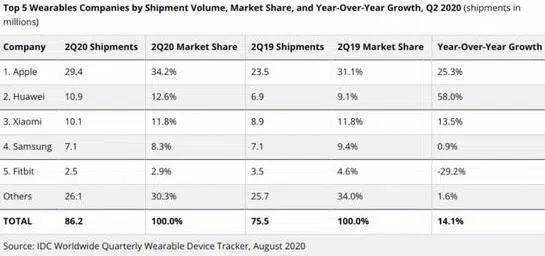 Top 5 Wearables Companies by Shipment Volume, Market Share, and Year-Over-Year Growth, Q2 2020 (shipments in
millions)
Company 2Q20 Shipments 2Q20 Market Share 2Q19 Shipments 2Q19 Market Share Year-Over-Year Growth
1. Apple 29.4 34.2% 23.5 31.1% 25.3%
2. Huawei 10.9 12.6% 6.9 9.1% 58.0%
3. Xiaomi 10.1 11.8% 8.9 11.8% 13.5%
4. Samsung 7.1 8.3% 7.1 9.4% 0.9%
5. Fitbit 2.5 2.9% 3.5 4.6% -29.2%
Others 26.1 30.3% 25.7 34.0% 1.6%
TOTAL 86.2 100.0% 75.5 100.0% 14.1%
Source: IDC Worldwide Quarterly Wearable Device Tracker, August 2020